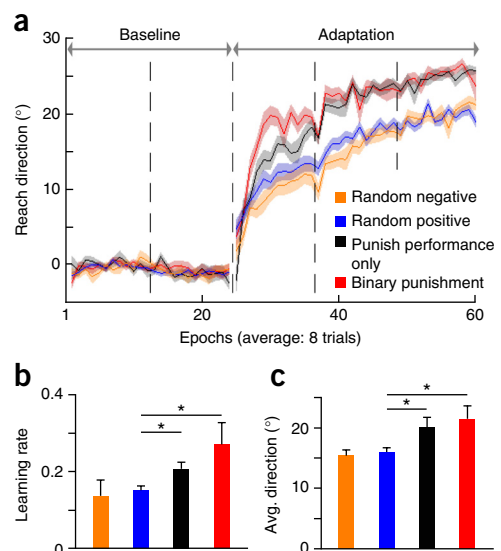 a
Baseline
Adaptation
30
20
10
0
Reach direction (°)
Random negative
Random positive
Punish performance
only
Binary punishment
1
20
40
60
Epochs (average: 8 trials)
b
0.4
0.2
0
Learning rate
*
*
c
20
15
10
0
Avg. direction (°)
*
*